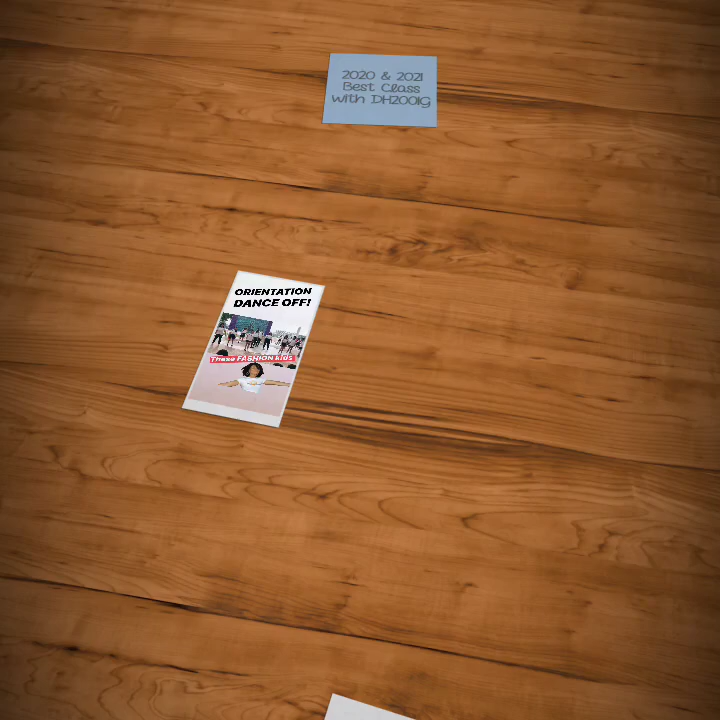 2020 & 2021
Best Class
with DH2001G
ORIENTATION
DANCE OFF!
These FASHION KIDS